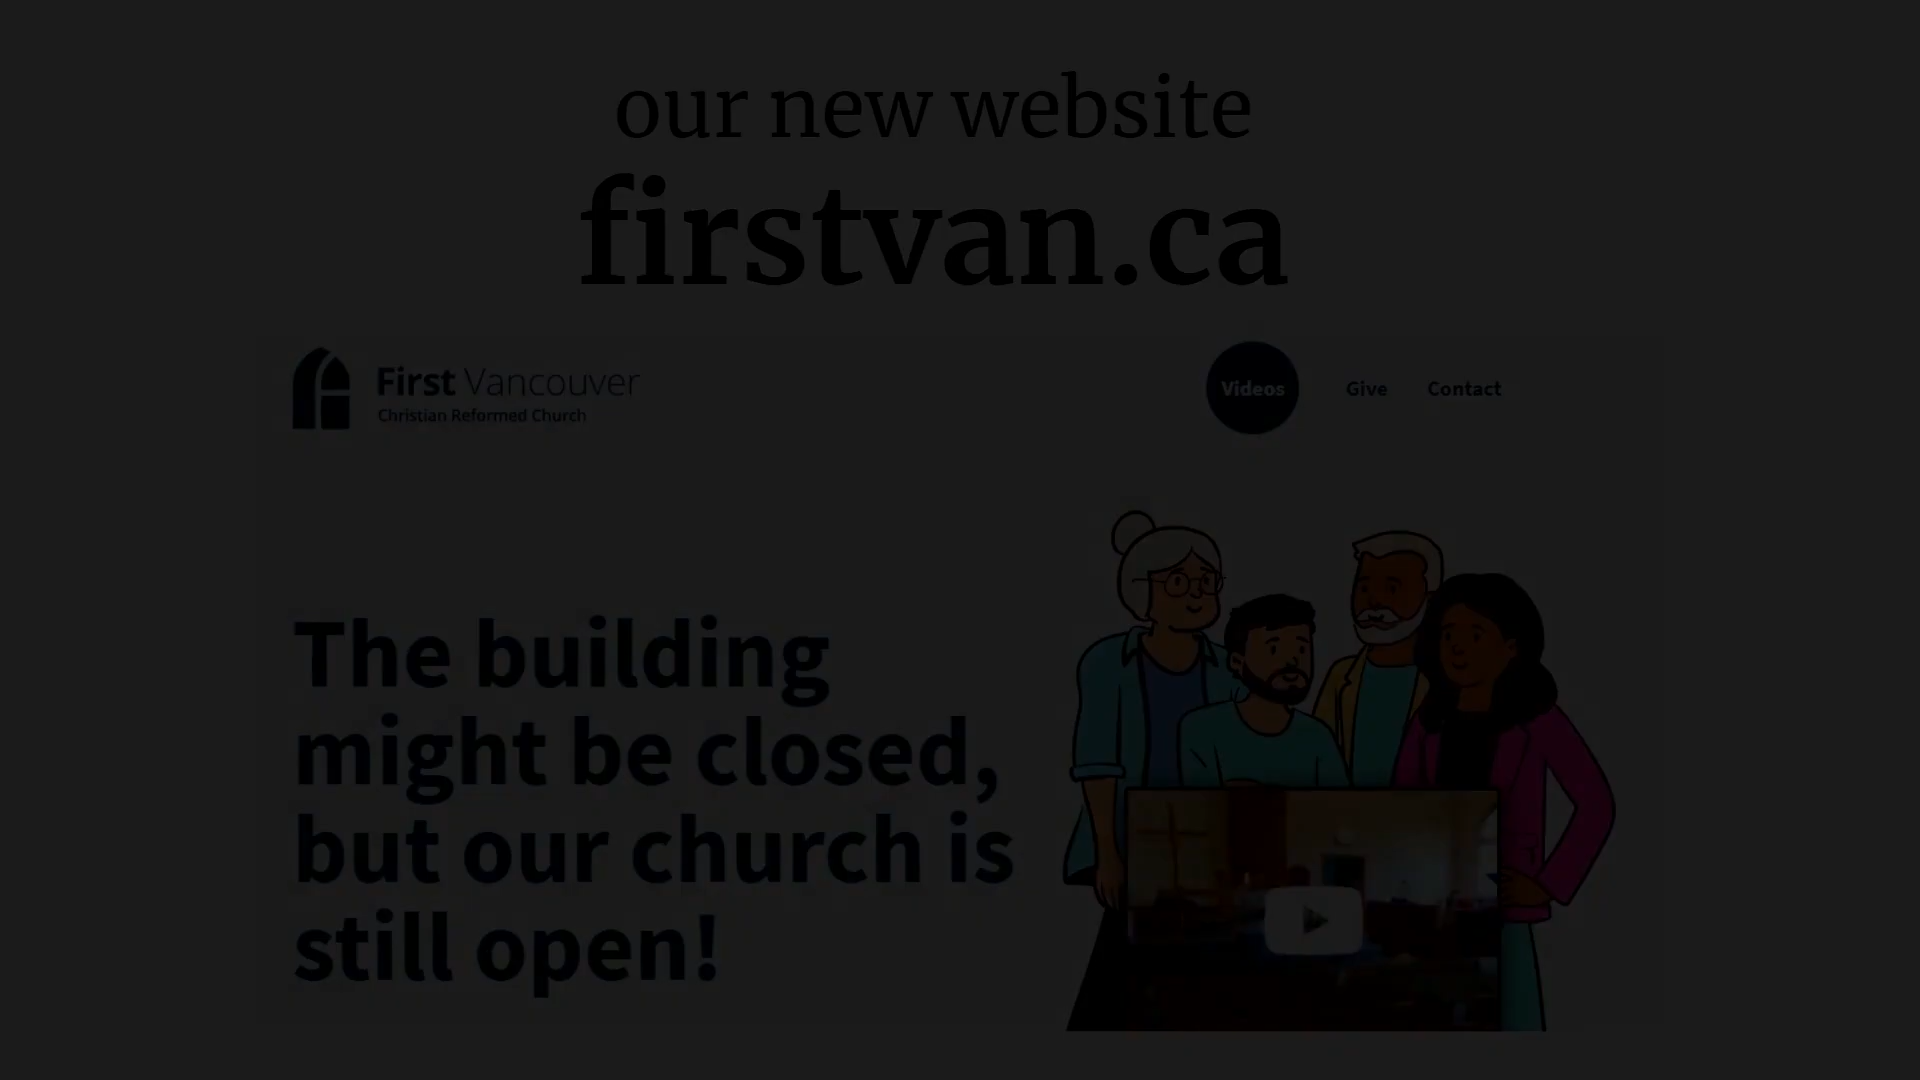 our new website
firstvan.ca
First Vancouver
Christian Reformed Church
Videos
Give
Contact
The building
might be closed,
but our church is
still open!